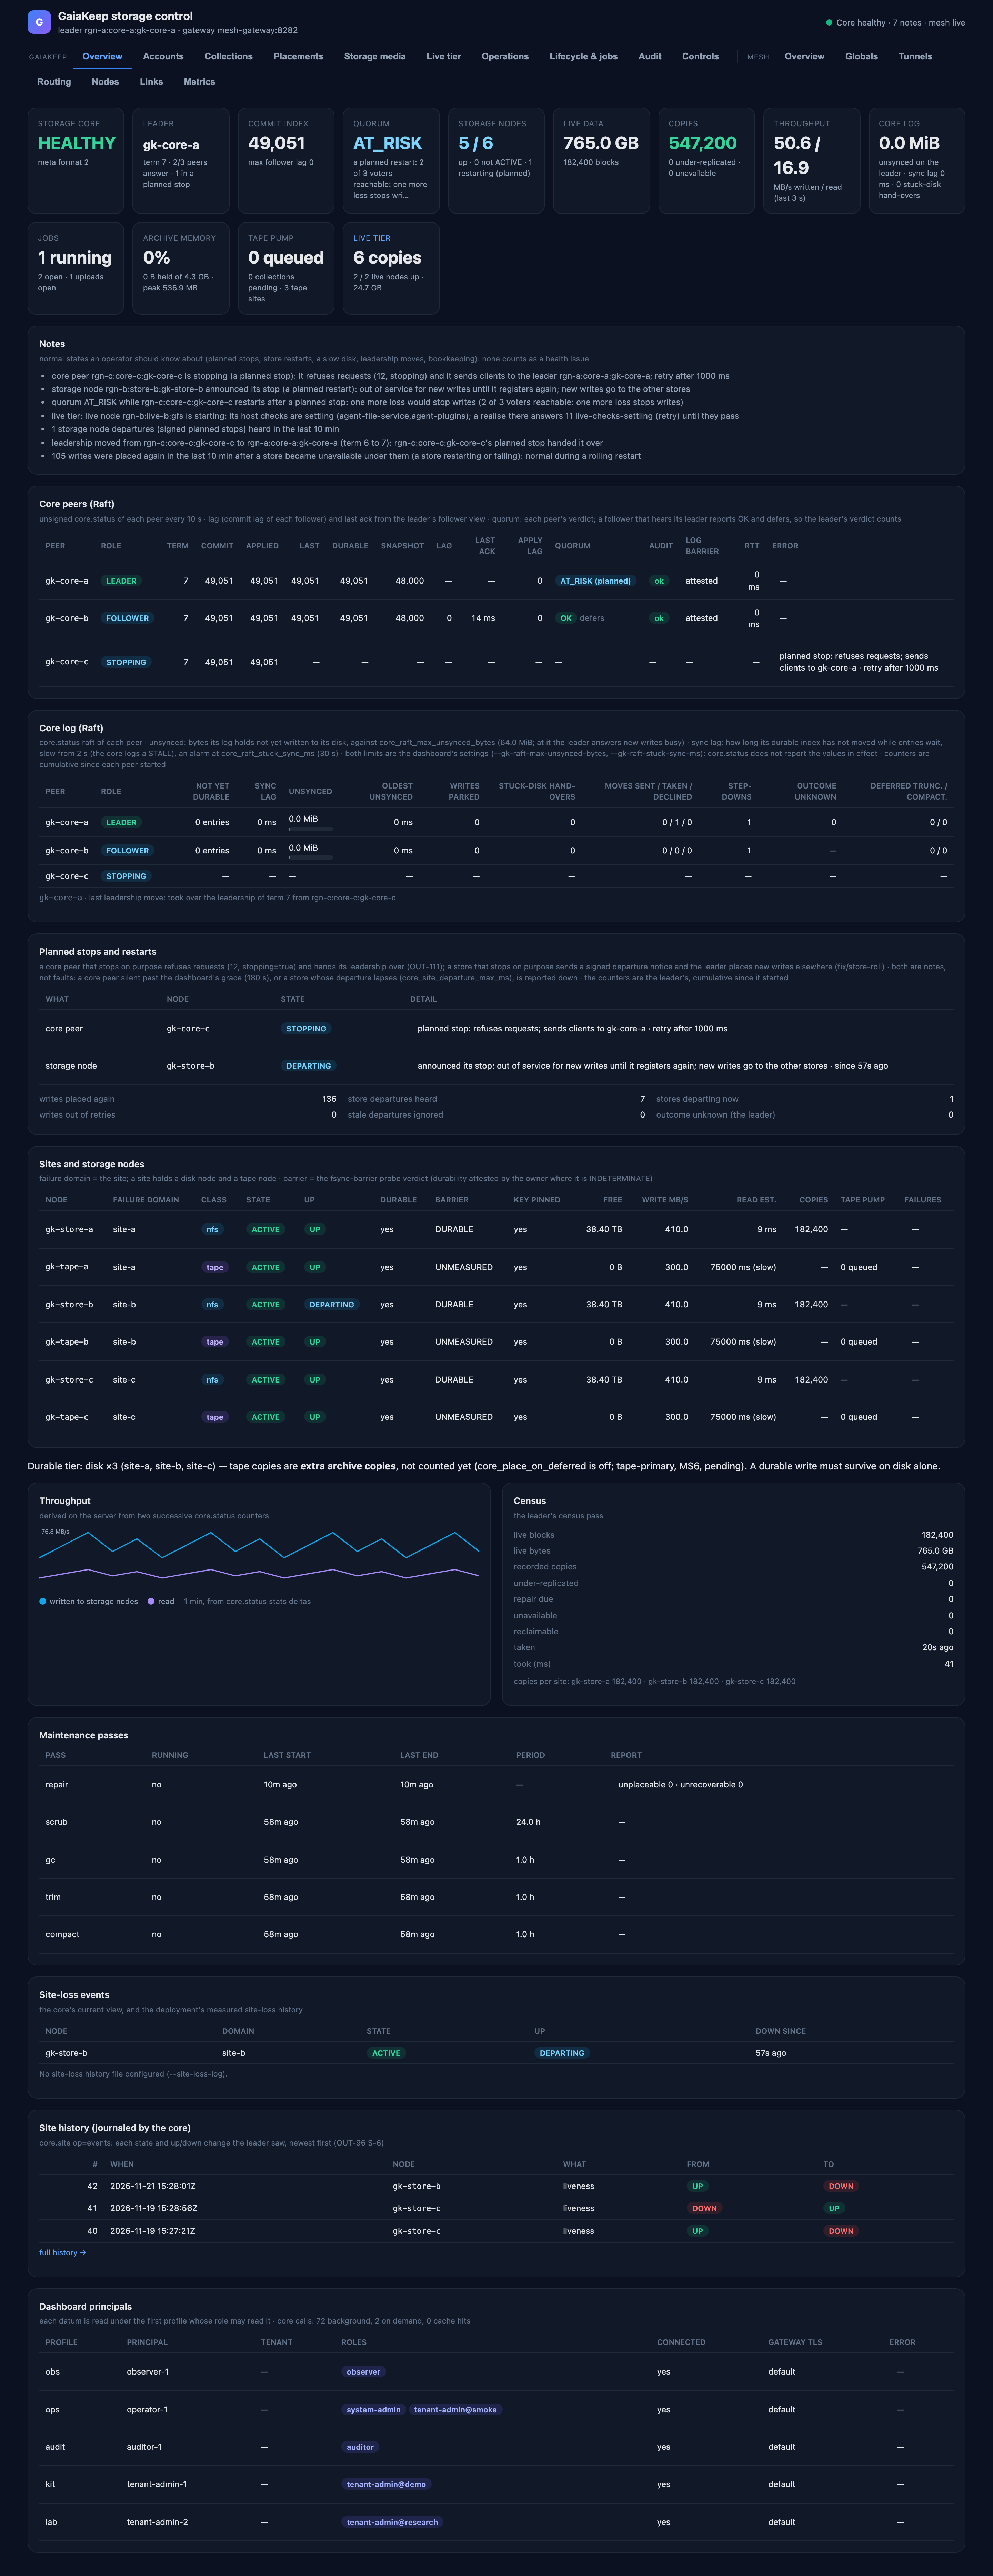 G
GaiaKeep storage control
leader rgn-a:core-a:gk-core-a · gateway mesh-gateway:8282
Core healthy · 7 notes · mesh live
GAIAKEEP Overview Accounts Collections Placements Storage media Live tier Operations Lifecycle & jobs Audit Controls MESH Overview Globals Tunnels
Routing Nodes Links Metrics
STORAGE CORE
HEALTHY
meta format 2
LEADER
gk-core-a
term 7 · 2/3 peers
answer · 1 in a
planned stop
COMMIT INDEX
49,051
max follower lag 0
QUORUM
AT_RISK
a planned restart: 2
of 3 voters
reachable: one more
loss stops wri...
STORAGE NODES
5 / 6
up · 0 not ACTIVE · 1
restarting (planned)
LIVE DATA
765.0 GB
182,400 blocks
COPIES
547,200
0 under-replicated ·
0 unavailable
THROUGHPUT
50.6 /
16.9
MB/s written / read
(last 3 s)
CORE LOG
0.0 MiB
unsynced on the
leader · sync lag 0
ms · 0 stuck-disk
hand-overs
JOBS
1 running
2 open · 1 uploads
open
ARCHIVE MEMORY
0%
0 B held of 4.3 GB ·
peak 536.9 MB
TAPE PUMP
0 queued
0 collections
pending · 3 tape
sites
LIVE TIER
6 copies
2 / 2 live nodes up ·
24.7 GB
Notes
normal states an operator should know about (planned stops, store restarts, a slow disk, leadership moves, bookkeeping): none counts as a health issue
• core peer rgn-c:core-c:gk-core-c is stopping (a planned stop): it refuses requests (12, stopping) and it sends clients to the leader rgn-a:core-a:gk-core-a; retry after 1000 ms
• storage node rgn-b:store-b:gk-store-b announced its stop (a planned restart): out of service for new writes until it registers again; new writes go to the other stores
• quorum AT_RISK while rgn-c:core-c:gk-core-c restarts after a planned stop: one more loss would stop writes (2 of 3 voters reachable: one more loss stops writes)
• live tier: live node rgn-b:live-b:gfs is starting: its host checks are settling (agent-file-service,agent-plugins); a realise there answers 11 live-checks-settling (retry) until they pass
• 1 storage node departures (signed planned stops) heard in the last 10 min
• leadership moved from rgn-c:core-c:gk-core-c to rgn-a:core-a:gk-core-a (term 6 to 7): rgn-c:core-c:gk-core-c's planned stop handed it over
• 105 writes were placed again in the last 10 min after a store became unavailable under them (a store restarting or failing): normal during a rolling restart
Core peers (Raft)
unsigned core.status of each peer every 10 s · lag (commit lag of each follower) and last ack from the leader's follower view · quorum: each peer's verdict; a follower that hears its leader reports OK and defers, so the leader's verdict counts
PEER ROLE TERM COMMIT APPLIED LAST DURABLE SNAPSHOT LAG LAST ACK APPLY LAG QUORUM AUDIT LOG BARRIER RTT ERROR
gk-core-a LEADER 7 49,051 49,051 49,051 49,051 48,000 — — 0 AT_RISK (planned) ok attested 0 ms —
gk-core-b FOLLOWER 7 49,051 49,051 49,051 49,051 48,000 0 14 ms 0 OK defers ok attested 0 ms —
gk-core-c STOPPING 7 49,051 49,051 — — — — — — — — — — planned stop: refuses requests; sends
clients to gk-core-a · retry after 1000 ms
Core log (Raft)
core.status raft of each peer · unsynced: bytes its log holds not yet written to its disk, against core_raft_max_unsynced_bytes (64.0 MiB; at it the leader answers new writes busy) · sync lag: how long its durable index has not moved while entries wait,
slow from 2 s (the core logs a STALL), an alarm at core_raft_stuck_sync_ms (30 s) · both limits are the dashboard's settings (--gk-raft-max-unsynced-bytes, --gk-raft-stuck-sync-ms): core.status does not report the values in effect · counters are
cumulative since each peer started
PEER ROLE NOT YET DURABLE SYNC LAG UNSYNCED OLDEST UNSYNCED WRITES PARKED STUCK-DISK HAND-OVERS MOVES SENT / TAKEN / DECLINED STEP-DOWNS OUTCOME UNKNOWN DEFERRED TRUNC. / COMPACT.
gk-core-a LEADER 0 entries 0 ms 0.0 MiB 0 ms 0 0 0 / 1 / 0 1 0 0 / 0
gk-core-b FOLLOWER 0 entries 0 ms 0.0 MiB 0 ms 0 0 0 / 0 / 0 1 — 0 / 0
gk-core-c STOPPING — — — — — — — — — —
gk-core-a · last leadership move: took over the leadership of term 7 from rgn-c:core-c:gk-core-c
Planned stops and restarts
a core peer that stops on purpose refuses requests (12, stopping=true) and hands its leadership over (OUT-111); a store that stops on purpose sends a signed departure notice and the leader places new writes elsewhere (fix/store-roll) · both are notes,
not faults: a core peer silent past the dashboard's grace (180 s), or a store whose departure lapses (core_site_departure_max_ms), is reported down · the counters are the leader's, cumulative since it started
WHAT NODE STATE DETAIL
core peer gk-core-c STOPPING planned stop: refuses requests; sends clients to gk-core-a · retry after 1000 ms
storage node gk-store-b DEPARTING announced its stop: out of service for new writes until it registers again; new writes go to the other stores · since 57s ago
writes placed again 136 store departures heard 7 stores departing now 1
writes out of retries 0 stale departures ignored 0 outcome unknown (the leader) 0
Sites and storage nodes
failure domain = the site; a site holds a disk node and a tape node · barrier = the fsync-barrier probe verdict (durability attested by the owner where it is INDETERMINATE)
NODE FAILURE DOMAIN CLASS STATE UP DURABLE BARRIER KEY PINNED FREE WRITE MB/S READ EST. COPIES TAPE PUMP FAILURES
gk-store-a site-a nfs ACTIVE UP yes DURABLE yes 38.40 TB 410.0 9 ms 182,400 — —
gk-tape-a site-a tape ACTIVE UP yes UNMEASURED yes 0 B 300.0 75000 ms (slow) — 0 queued —
gk-store-b site-b nfs ACTIVE DEPARTING yes DURABLE yes 38.40 TB 410.0 9 ms 182,400 — —
gk-tape-b site-b tape ACTIVE UP yes UNMEASURED yes 0 B 300.0 75000 ms (slow) — 0 queued —
gk-store-c site-c nfs ACTIVE UP yes DURABLE yes 38.40 TB 410.0 9 ms 182,400 — —
gk-tape-c site-c tape ACTIVE UP yes UNMEASURED yes 0 B 300.0 75000 ms (slow) — 0 queued —
Durable tier: disk ×3 (site-a, site-b, site-c) — tape copies are extra archive copies, not counted yet (core_place_on_deferred is off; tape-primary, MS6, pending). A durable write must survive on disk alone.
Throughput
derived on the server from two successive core.status counters
76.8 MB/s
written to storage nodes read 1 min, from core.status stats deltas
Census
the leader's census pass
live blocks 182,400
live bytes 765.0 GB
recorded copies 547,200
under-replicated 0
repair due 0
unavailable 0
reclaimable 0
taken 20s ago
took (ms) 41
copies per site: gk-store-a 182,400 · gk-store-b 182,400 · gk-store-c 182,400
Maintenance passes
PASS RUNNING LAST START LAST END PERIOD REPORT
repair no 10m ago 10m ago — unplaceable 0 · unrecoverable 0
scrub no 58m ago 58m ago 24.0 h —
gc no 58m ago 58m ago 1.0 h —
trim no 58m ago 58m ago 1.0 h —
compact no 58m ago 58m ago 1.0 h —
Site-loss events
the core's current view, and the deployment's measured site-loss history
NODE DOMAIN STATE UP DOWN SINCE
gk-store-b site-b ACTIVE DEPARTING 57s ago
No site-loss history file configured (--site-loss-log).
Site history (journaled by the core)
core.site op=events: each state and up/down change the leader saw, newest first (OUT-96 S-6)
# WHEN NODE WHAT FROM TO
42 2026-11-21 15:28:01Z gk-store-b liveness UP DOWN
41 2026-11-19 15:28:56Z gk-store-c liveness DOWN UP
40 2026-11-19 15:27:21Z gk-store-c liveness UP DOWN
full history →
Dashboard principals
each datum is read under the first profile whose role may read it · core calls: 72 background, 2 on demand, 0 cache hits
PROFILE PRINCIPAL TENANT ROLES CONNECTED GATEWAY TLS ERROR
obs observer-1 — observer yes default —
ops operator-1 — system-admin tenant-admin@smoke yes default —
audit auditor-1 — auditor yes default —
kit tenant-admin-1 — tenant-admin@demo yes default —
lab tenant-admin-2 — tenant-admin@research yes default —